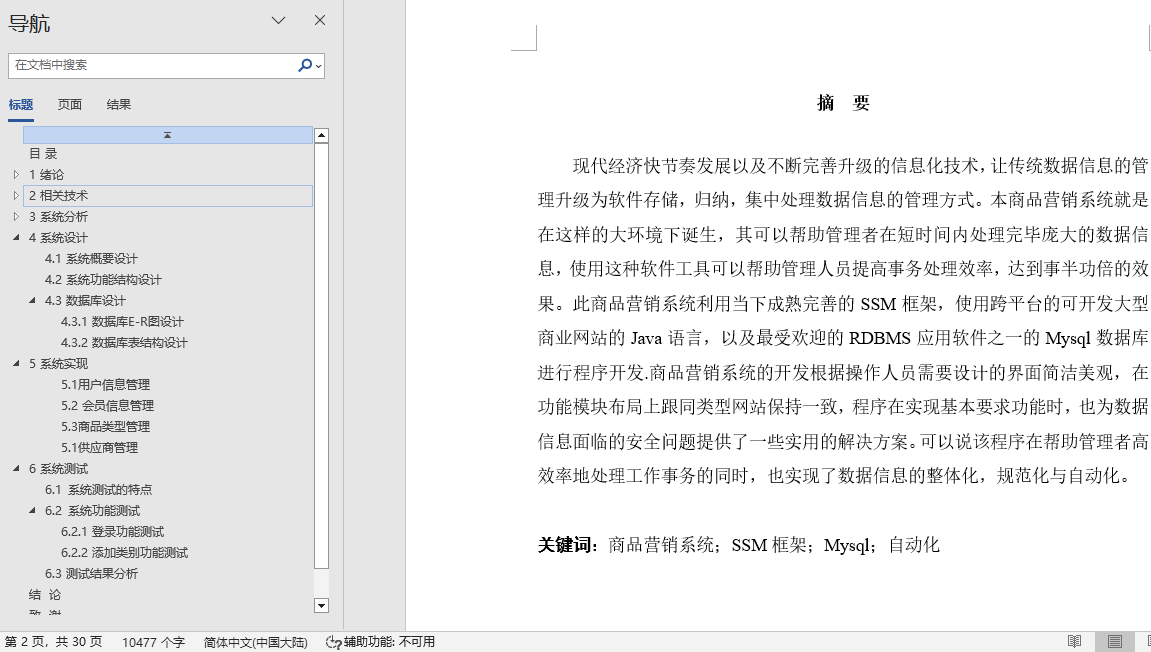 导航
在文档中搜索
标题 页面 结果
目 录
1 绪论
2 相关技术
3 系统分析
4 系统设计
4.1 系统概要设计
4.2 系统功能结构设计
4.3 数据库设计
4.3.1 数据库E-R图设计
4.3.2 数据库表结构设计
5 系统实现
5.1用户信息管理
5.2 会员信息管理
5.3商品类型管理
5.1供应商管理
6 系统测试
6.1 系统测试的特点
6.2 系统功能测试
6.2.1 登录功能测试
6.2.2 添加类别功能测试
6.3 测试结果分析
结 论
致 谢
摘 要
现代经济快节奏发展以及不断完善升级的信息化技术，让传统数据信息的管
理升级为软件存储，归纳，集中处理数据信息的管理方式。本商品营销系统就是
在这样的大环境下诞生，其可以帮助管理者在短时间内处理完毕庞大的数据信
息，使用这种软件工具可以帮助管理人员提高事务处理效率，达到事半功倍的效
果。此商品营销系统利用当下成熟完善的 SSM 框架，使用跨平台的可开发大型
商业网站的 Java 语言，以及最受欢迎的 RDBMS 应用软件之一的 Mysql 数据库
进行程序开发.商品营销系统的开发根据操作人员需要设计的界面简洁美观，在
功能模块布局上跟同类型网站保持一致，程序在实现基本要求功能时，也为数据
信息面临的安全问题提供了一些实用的解决方案。可以说该程序在帮助管理者高
效率地处理工作事务的同时，也实现了数据信息的整体化，规范化与自动化。
关键词：商品营销系统；SSM 框架；Mysql；自动化
第 2 页，共 30 页 10477 个字 简体中文(中国大陆) 辅助功能: 不可用